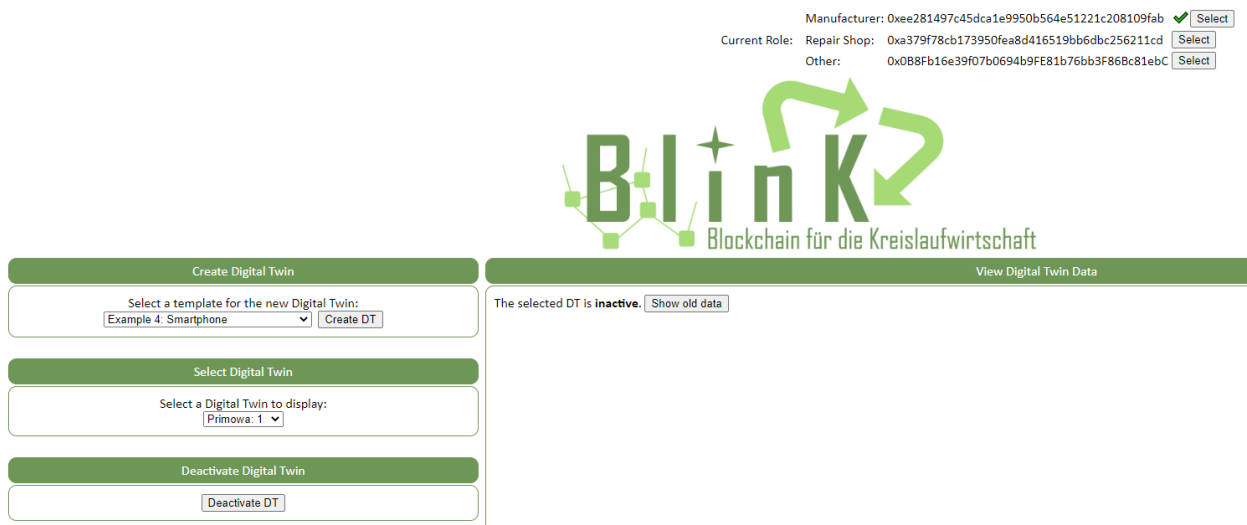 Manufacturer: 0xee281497c45dca1e9950b564e51221c208109fab Select
Current Role: Repair Shop: 0xa379f78cb173950fea8d416519bb6dbc256211cd Select
Other: 0x0B8Fb16e39f07b0694b9FE81b76bb3F86Bc81ebC Select
BlinK
Blockchain für die Kreislaufwirtschaft
Create Digital Twin
Select a template for the new Digital Twin:
Example 4: Smartphone Create DT
Select Digital Twin
Select a Digital Twin to display:
Primowa: 1
Deactivate Digital Twin
Deactivate DT
View Digital Twin Data
The selected DT is inactive. Show old data